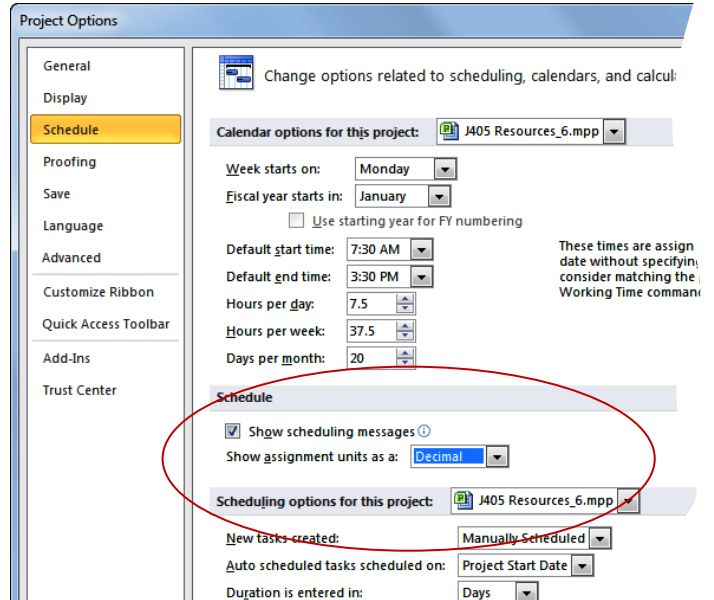 Project Options
General
Display
Schedule
Proofing
Save
Language
Advanced
Customize Ribbon
Quick Access Toolbar
Add-Ins
Trust Center
Change options related to scheduling, calendars, and
Calendar options for this project: J405 Resources_6.mpp
Week starts on: Monday
Fiscal year starts in: January
Use starting year for FY numbering
Default start time: 7:30 AM
Default end time: 3:30 PM
Hours per day: 7.5
Hours per week: 37.5
Days per month: 20
These times are assign
date without specifying
consider matching the
Working Time comman
Schedule
Show scheduling messages
Show assignment units as a: Decimal
Scheduling options for this project: J405 Resources_6.mpp
New tasks created: Manually Scheduled
Auto scheduled tasks scheduled on: Project Start Date
Duration is entered in: Days